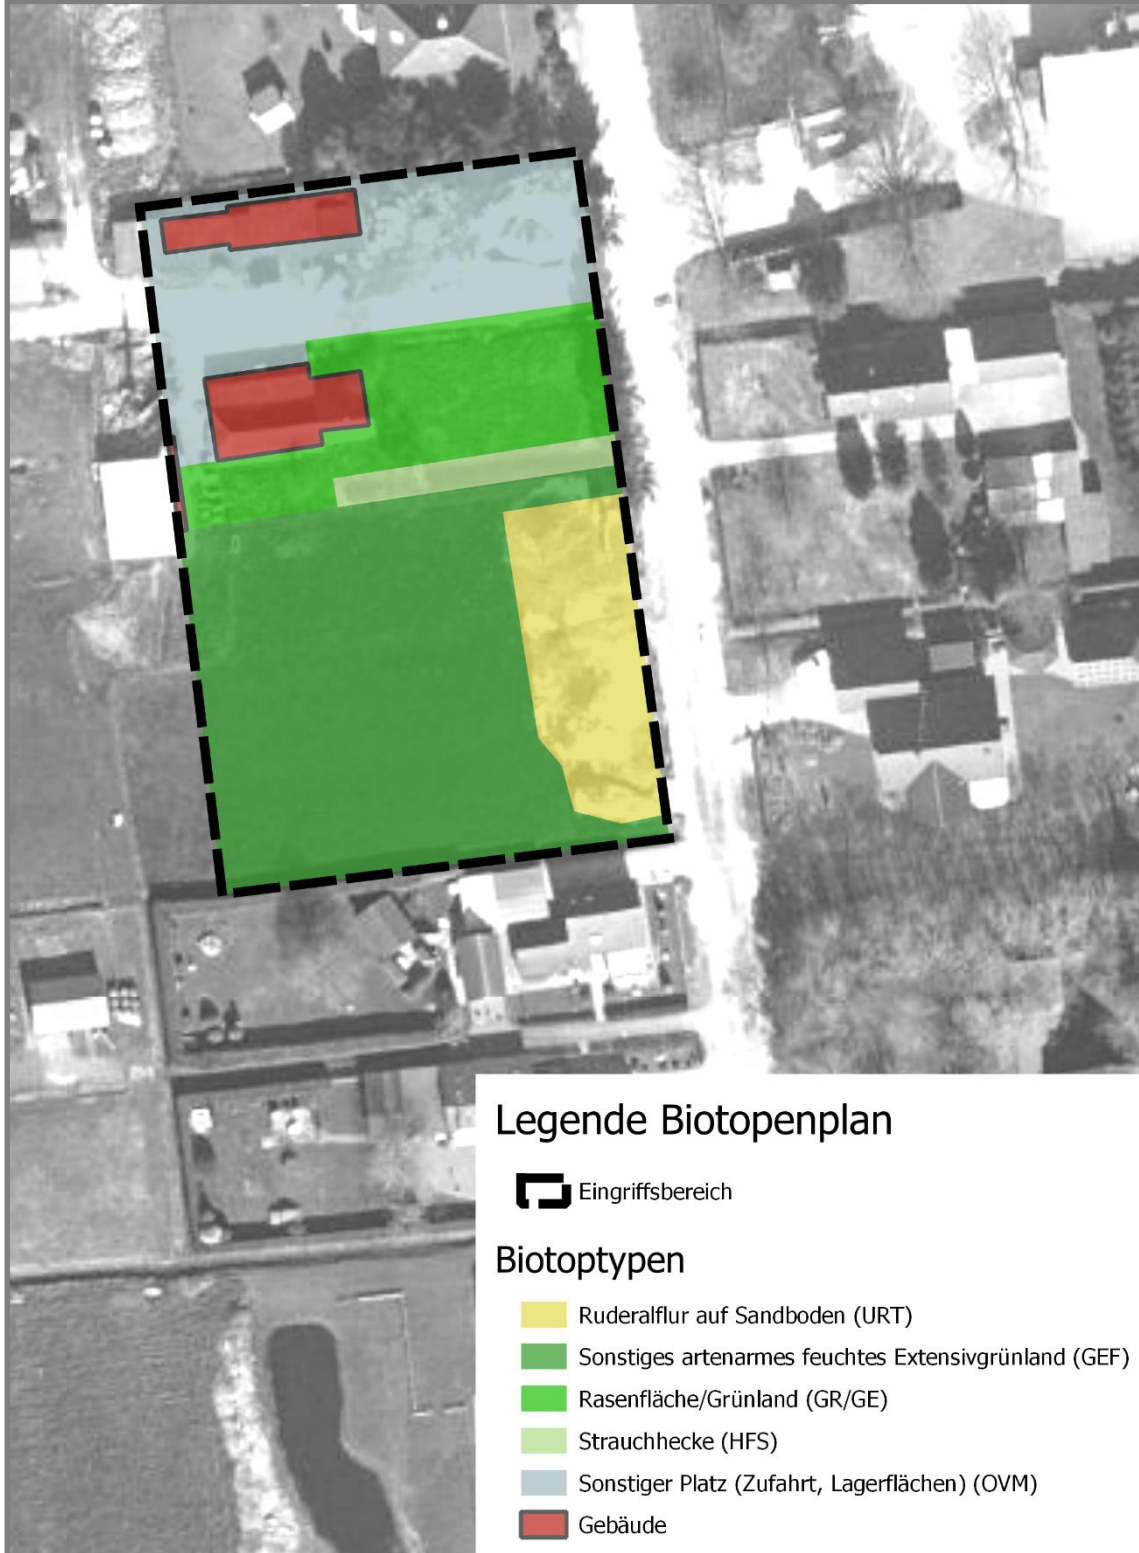 Legende Biotopenplan
Eingriffsbereich
Biotoptypen
Ruderalflur auf Sandboden (URT)
Sonstiges artenarmes feuchtes Extensivgrünland (GEF)
Rasenfläche/Grünland (GR/GE)
Strauchhecke (HFS)
Sonstiger Platz (Zufahrt, Lagerflächen) (OVM)
Gebäude